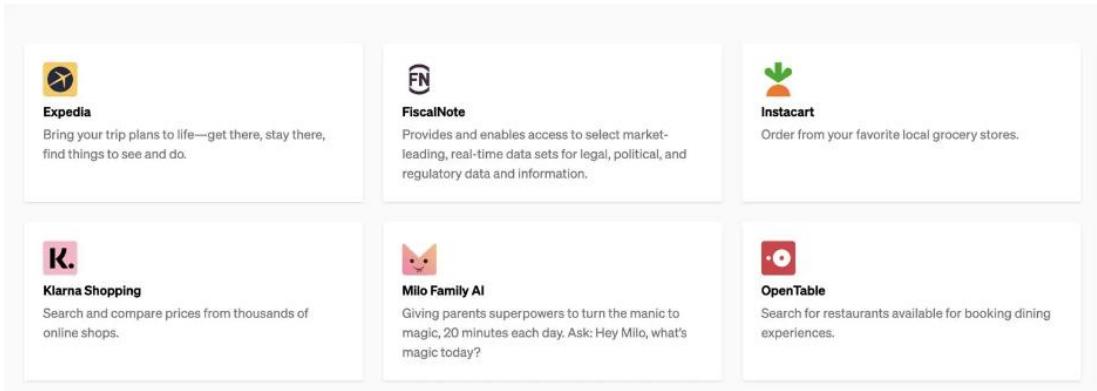 Expedia
Bring your trip plans to life—get there, stay there,
find things to see and do.
FN
FiscalNote
Provides and enables access to select market-
leading, real-time data sets for legal, political, and
regulatory data and information.
Instacart
Order from your favorite local grocery stores.
K.
Klarna Shopping
Search and compare prices from thousands of
online shops.
Milo Family AI
Giving parents superpowers to turn the manic to
magic, 20 minutes each day. Ask: Hey Milo, what's
magic today?
OpenTable
Search for restaurants available for booking dining
experiences.